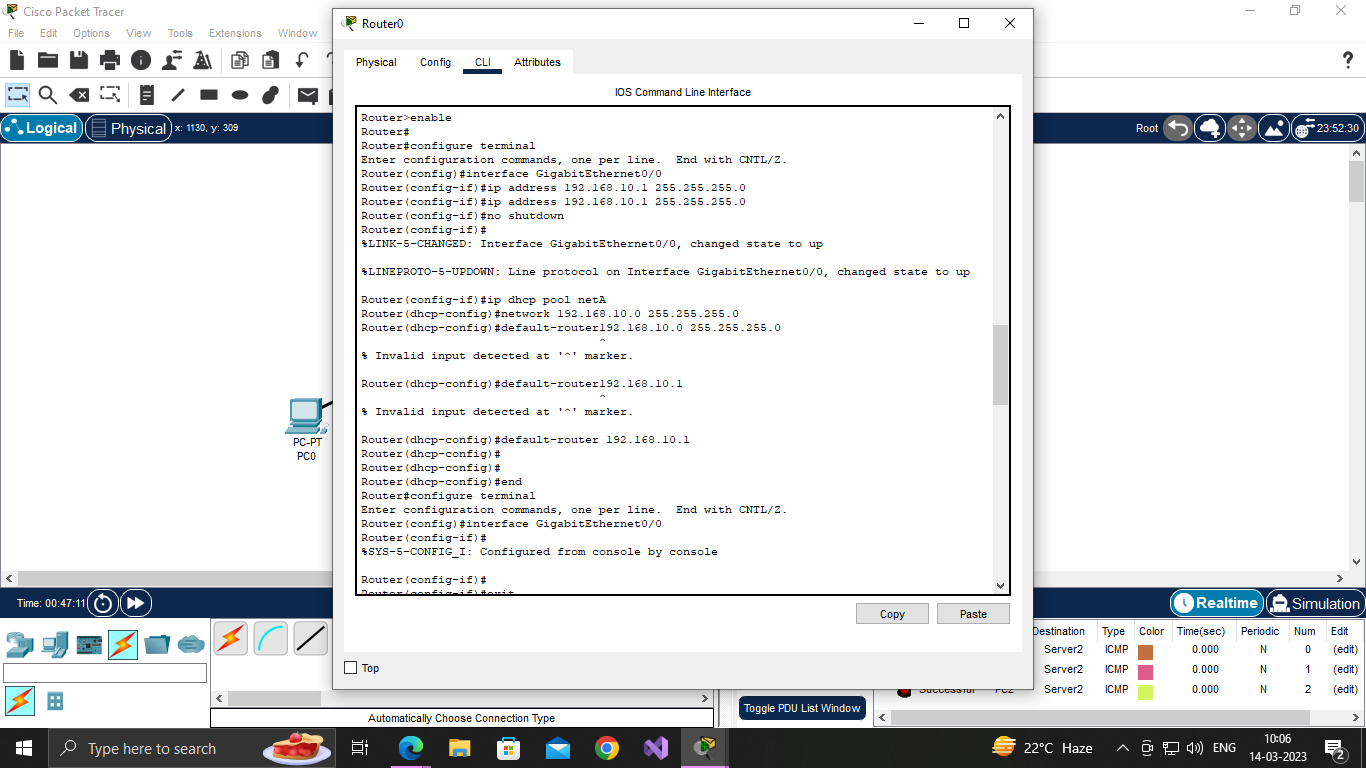 Cisco Packet Tracer
File Edit Options View Tools Extensions Window
Logical
Physical
x: 1130, y: 309
Root
23:52:30
Router0
Physical Config CLI Attributes
IOS Command Line Interface
Router>enable
Router#
Router#configure terminal
Enter configuration commands, one per line. End with CNTL/Z.
Router(config)#interface GigabitEthernet0/0
Router(config-if)#ip address 192.168.10.1 255.255.255.0
Router(config-if)#ip address 192.168.10.1 255.255.255.0
Router(config-if)#no shutdown
Router(config-if)#
%LINK-5-CHANGED: Interface GigabitEthernet0/0, changed state to up
%LINEPROTO-5-UPDOWN: Line protocol on Interface GigabitEthernet0/0, changed state to up
Router(config-if)#ip dhcp pool netA
Router(dhcp-config)#network 192.168.10.0 255.255.255.0
Router(dhcp-config)#default-router192.168.10.0 255.255.255.0
^
% Invalid input detected at '^' marker.
Router(dhcp-config)#default-router192.168.10.1
^
% Invalid input detected at '^' marker.
Router(dhcp-config)#default-router 192.168.10.1
Router(dhcp-config)#
Router(dhcp-config)#
Router(dhcp-config)#end
Router#configure terminal
Enter configuration commands, one per line. End with CNTL/Z.
Router(config)#interface GigabitEthernet0/0
Router(config-if)#
%SYS-5-CONFIG_I: Configured from console by console
Router(config-if)#
Router(config-if)#exit
Copy
Paste
Top
PC-PT
PC0
Time: 00:47:11
Realtime
Simulation
Destination Type Color Time(sec) Periodic Num Edit
Server2 ICMP 0.000 N 0 (edit)
Server2 ICMP 0.000 N 1 (edit)
Successful PC2 Server2 ICMP 0.000 N 2 (edit)
Automatically Choose Connection Type
Toggle PDU List Window
Type here to search
22°C Haze
ENG
10:06
14-03-2023
2